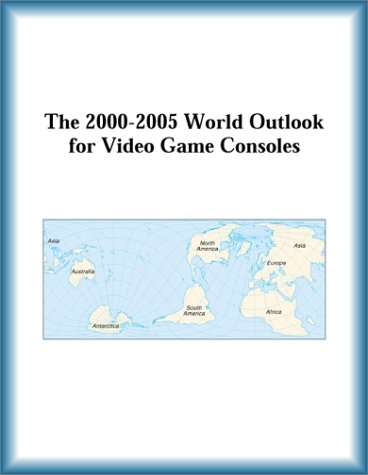 The 2000-2005 World Outlook
for Video Game Consoles
Asia
Australia
Antarctica
North
America
South
America
Europe
Asia
Africa